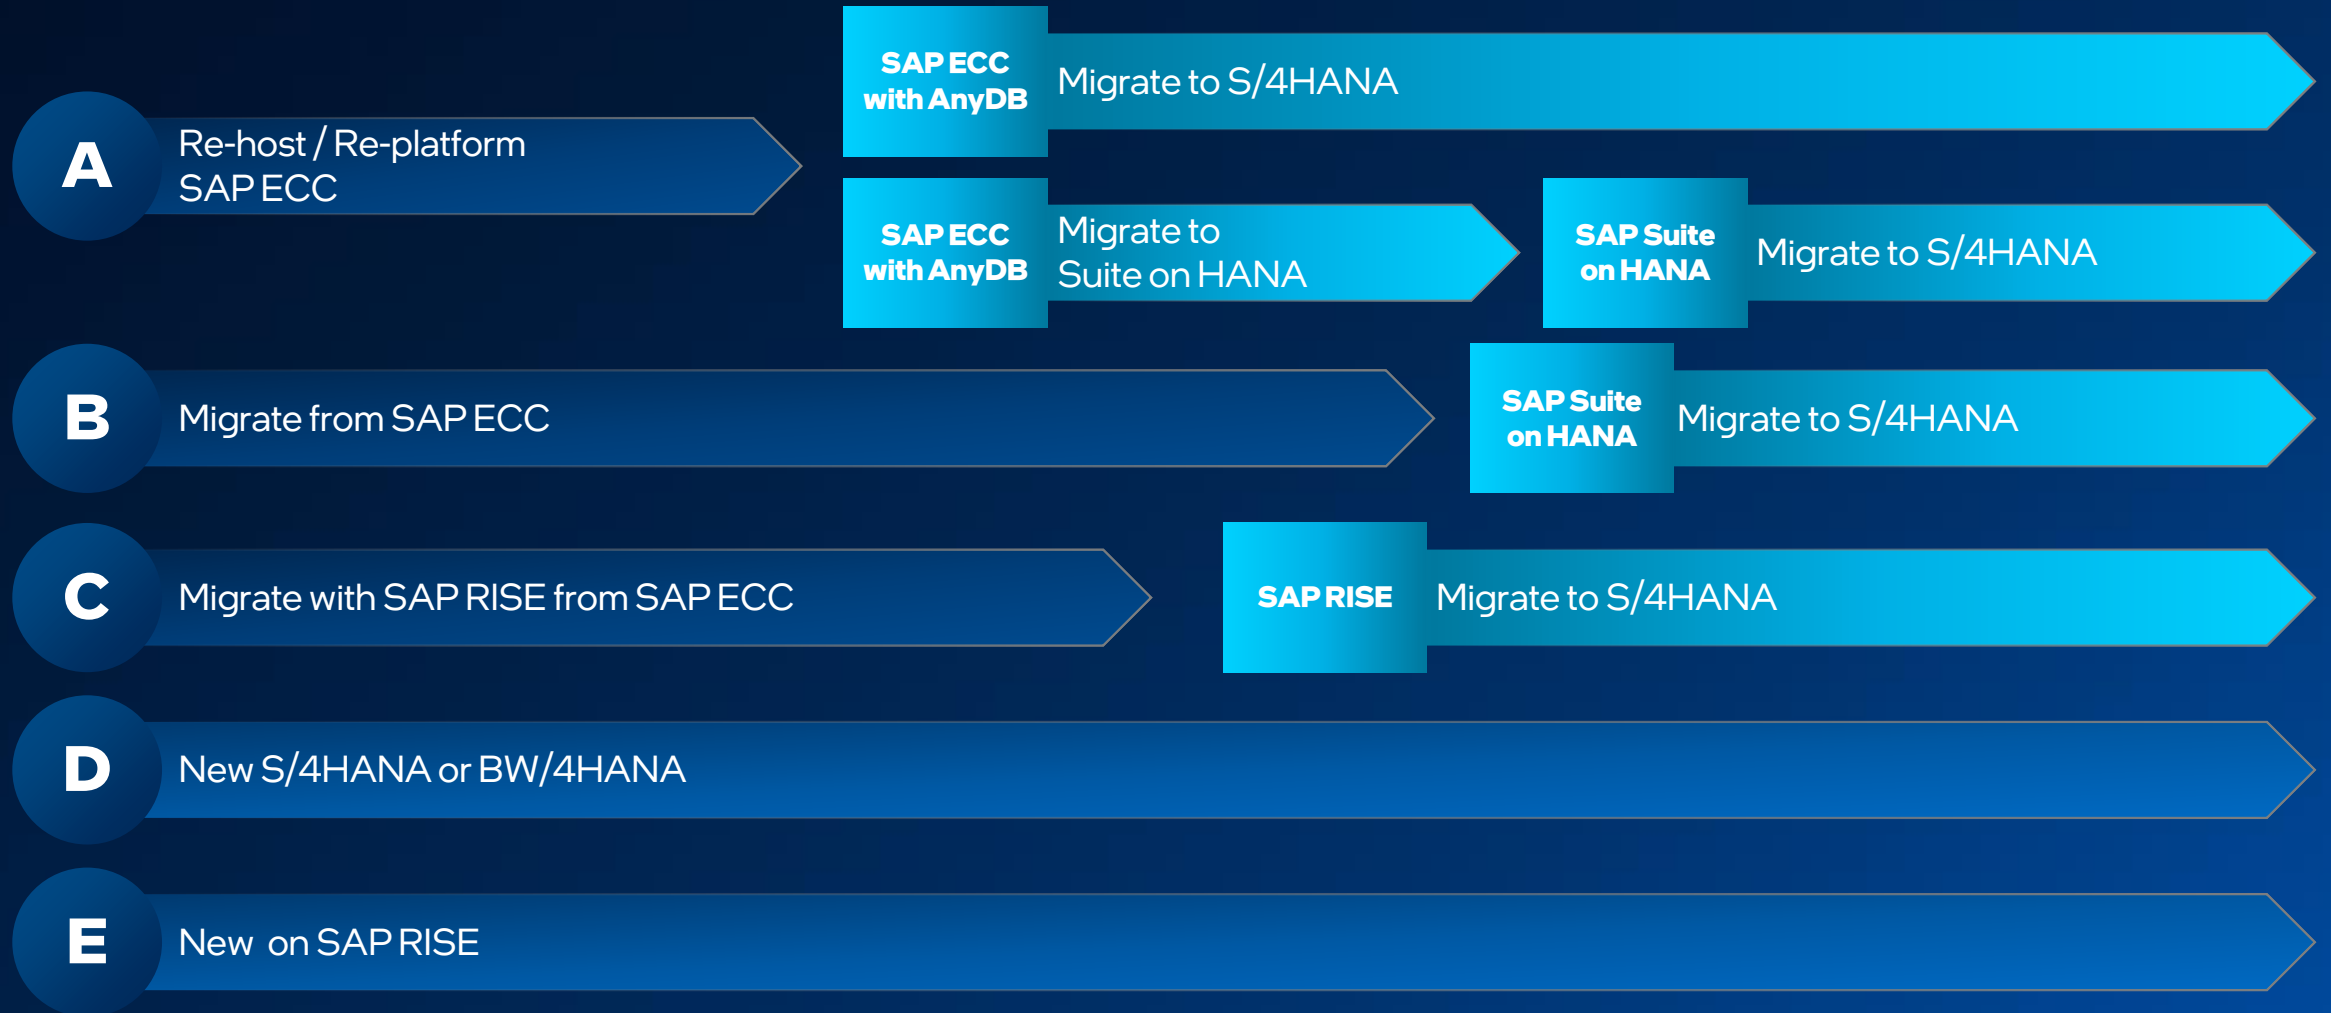 A
Re-host / Re-platform
SAP ECC
SAP ECC
with AnyDB
Migrate to S/4HANA
SAP ECC
with AnyDB
Migrate to
Suite on HANA
SAP Suite
on HANA
Migrate to S/4HANA
B
Migrate from SAP ECC
SAP Suite
on HANA
Migrate to S/4HANA
C
Migrate with SAP RISE from SAP ECC
SAP RISE
Migrate to S/4HANA
D
New S/4HANA or BW/4HANA
E
New on SAP RISE